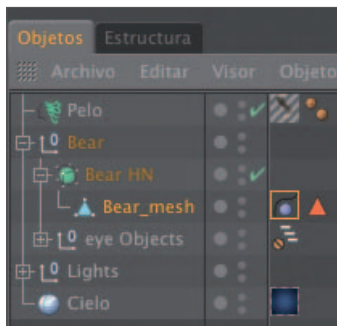 Objetos Estructura
Archivo Editar Visor Objeto
Pelo
Bear
Bear HN
Bear_mesh
eye Objects
Lights
Cielo